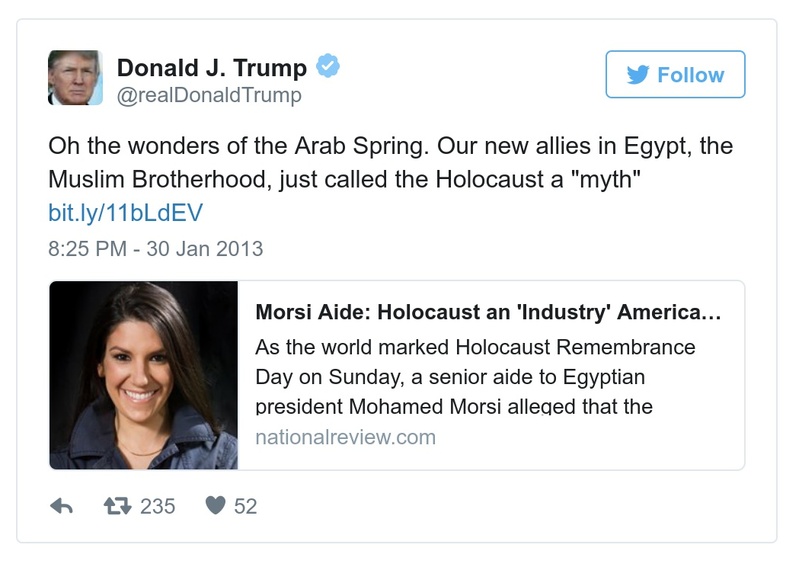 Donald J. Trump
@realDonaldTrump
Follow
Oh the wonders of the Arab Spring. Our new allies in Egypt, the
Muslim Brotherhood, just called the Holocaust a "myth"
bit.ly/11bLdEV
8:25 PM - 30 Jan 2013
Morsi Aide: Holocaust an 'Industry' America…
As the world marked Holocaust Remembrance
Day on Sunday, a senior aide to Egyptian
president Mohamed Morsi alleged that the
nationalreview.com
235
52